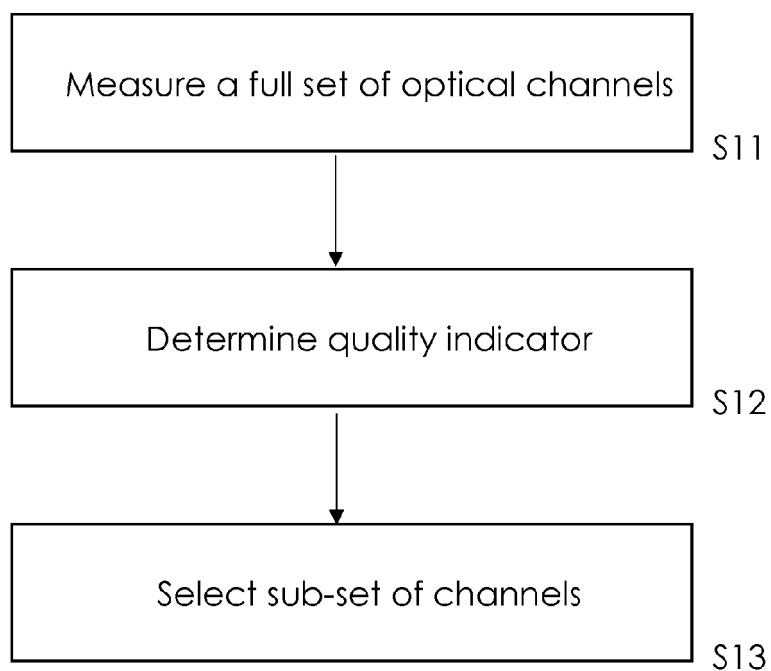 Measure a full set of optical channels
S11
Determine quality indicator
S12
Select sub-set of channels
S13